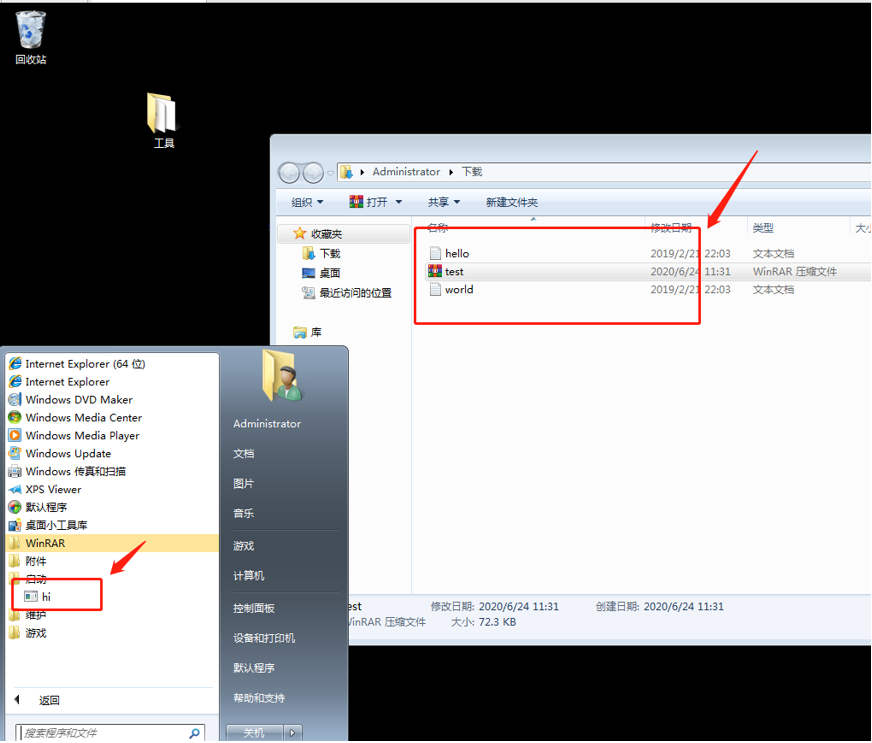 回收站
工具
Administrator 下载
组织 打开 共享 新建文件夹
名称 修改日期 类型
收藏夹
下载
桌面
最近访问的位置
库
hello 2019/2/21 22:03 文本文档
test 2020/6/24 11:31 WinRAR 压缩文件
world 2019/2/21 22:03 文本文档
est 修改日期: 2020/6/24 11:31 创建日期: 2020/6/24 11:31
WinRAR 压缩文件 大小: 72.3 KB
Internet Explorer (64 位)
Internet Explorer
Windows DVD Maker
Windows Media Center
Windows Media Player
Windows Update
Windows 传真和扫描
XPS Viewer
默认程序
桌面小工具库
WinRAR
附件
启动
hi
维护
游戏
返回
搜索程序和文件
Administrator
文档
图片
音乐
游戏
计算机
控制面板
设备和打印机
默认程序
帮助和支持
关机